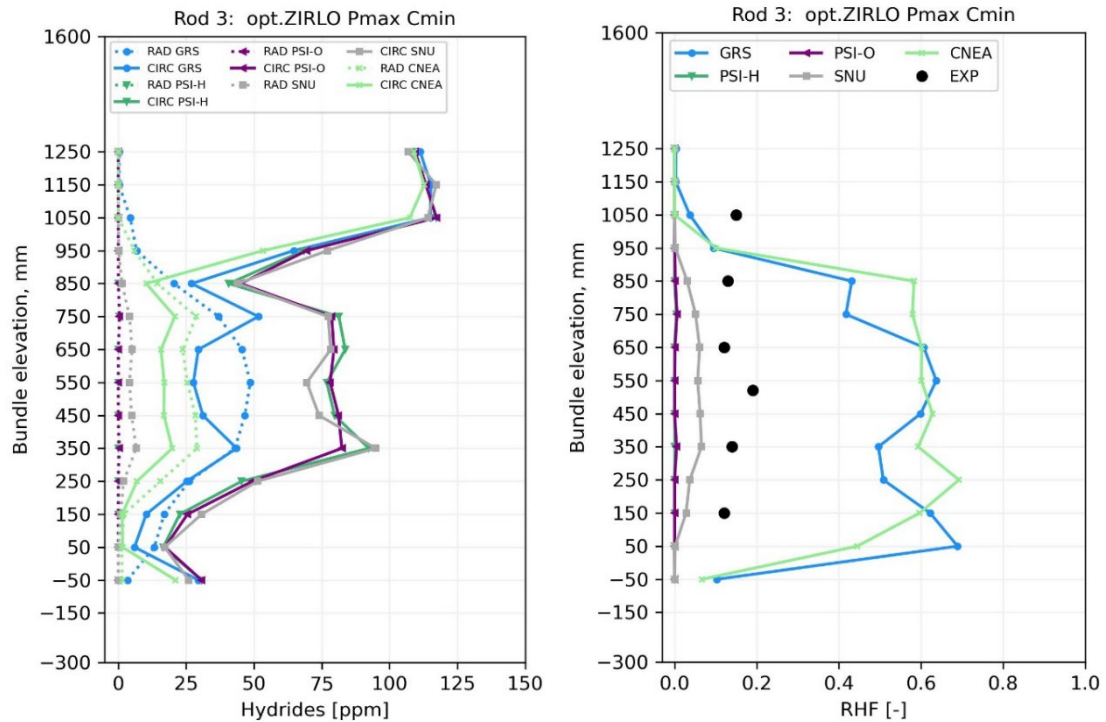 Rod 3:  opt.ZIRLO Pmax Cmin
RAD GRS
CIRC GRS
RAD PSI-H
CIRC PSI-H
RAD PSI-O
CIRC PSI-O
RAD SNU
CIRC SNU
RAD CNEA
CIRC CNEA
Bundle elevation, mm
1600
1250
1150
1050
950
850
750
650
550
450
350
250
150
50
−50
−150
−300
0 25 50 75 100 125 150
Hydrides [ppm]
Rod 3:  opt.ZIRLO Pmax Cmin
GRS
PSI-H
PSI-O
SNU
CNEA
EXP
Bundle elevation, mm
1600
1250
1150
1050
950
850
750
650
550
450
350
250
150
50
−50
−150
−300
0.0 0.2 0.4 0.6 0.8 1.0
RHF [-]